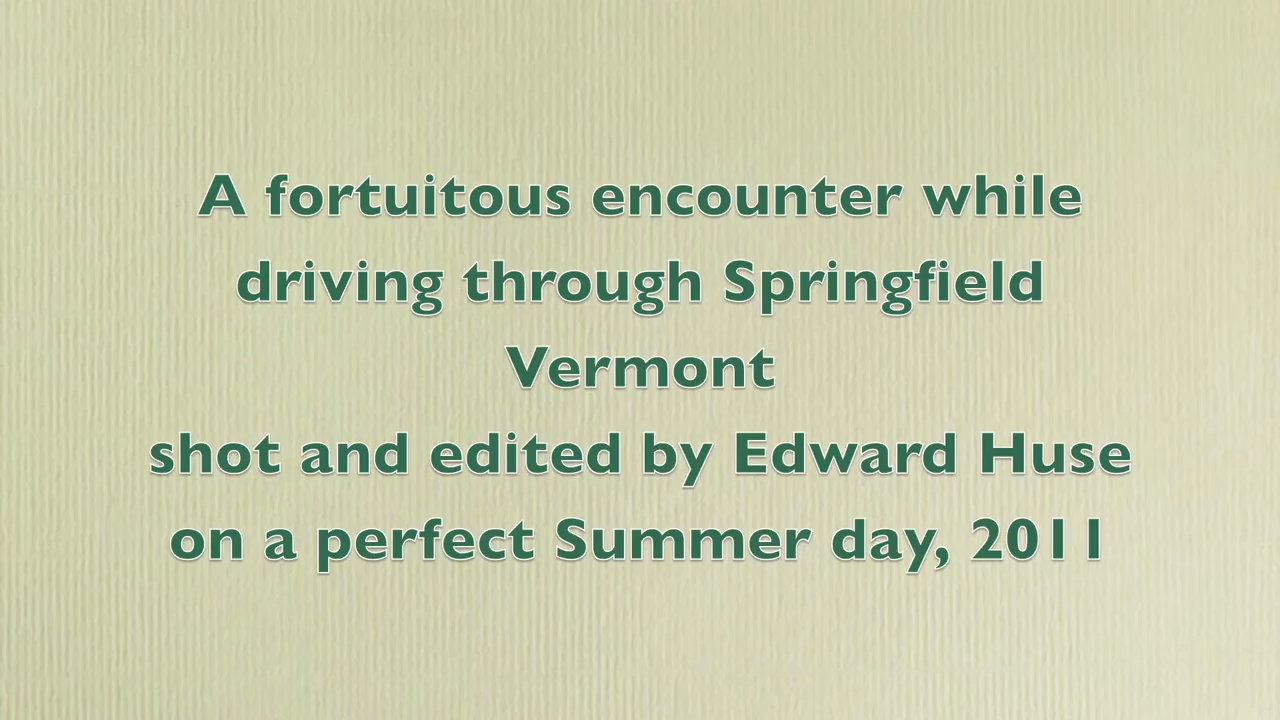 A fortuitous encounter while
driving through Springfield
Vermont
shot and edited by Edward Huse
on a perfect Summer day, 2011